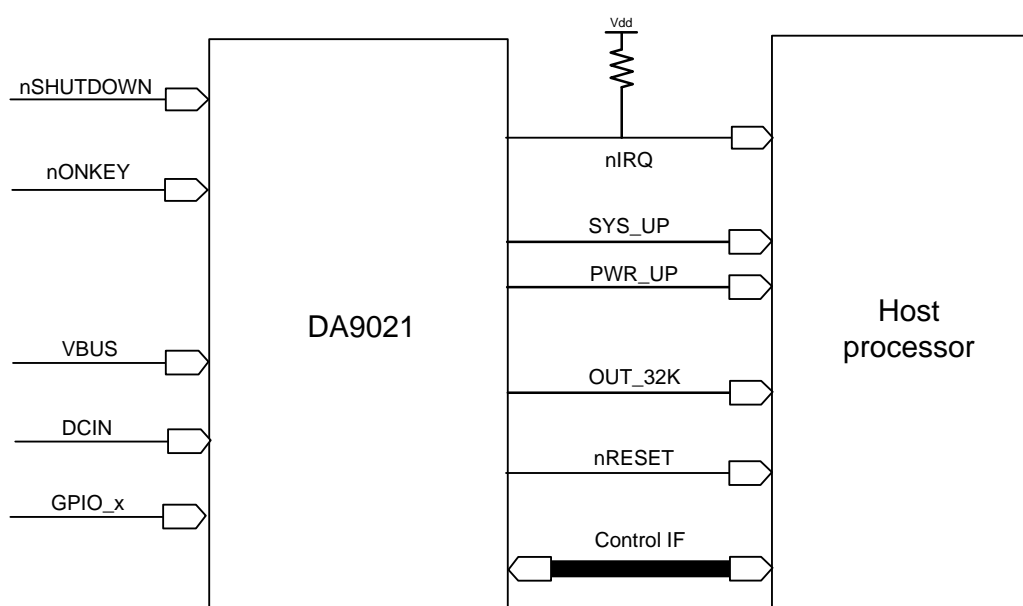 Vdd
nSHUTDOWN
nIRQ
nONKEY
SYS_UP
PWR_UP
DA9021
Host
processor
VBUS
OUT_32K
DCIN
nRESET
GPIO_x
Control IF